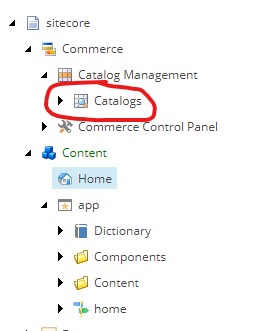 sitecore
Commerce
Catalog Management
Catalogs
Commerce Control Panel
Content
Home
app
Dictionary
Components
Content
home